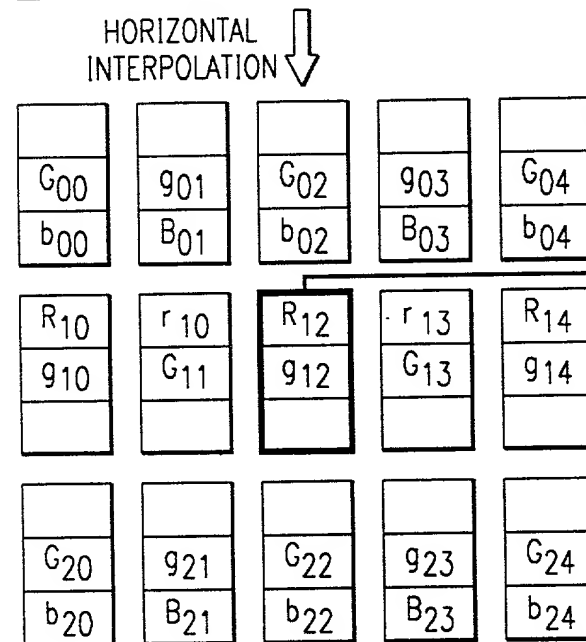 HORIZONTAL
INTERPOLATION
G00 g01 G02 g03 G04
b00 B01 b02 B03 b04
R10 r10 R12 r13 R14
g10 G11 g12 G13 g14
G20 g21 G22 g23 G24
b20 B21 b22 B23 b24